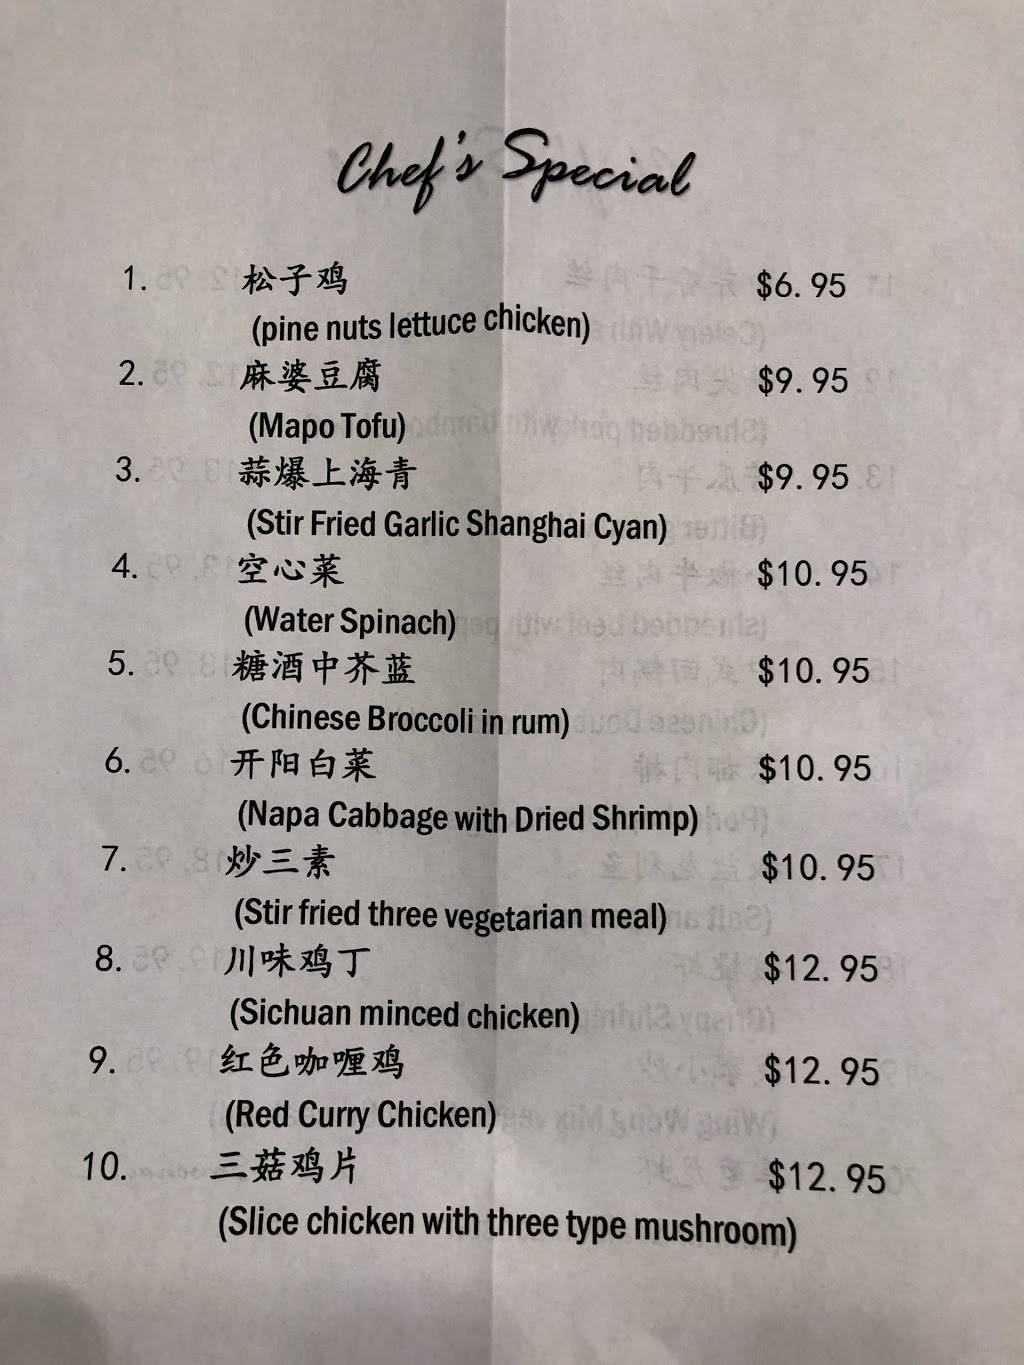 Chef's Special
1. 松子鸡 $6.95
(pine nuts lettuce chicken)
2. 麻婆豆腐 $9.95
(Mapo Tofu)
3. 蒜爆上海青 $9.95
(Stir Fried Garlic Shanghai Cyan)
4. 空心菜 $10.95
(Water Spinach)
5. 糖酒中芥蓝 $10.95
(Chinese Broccoli in rum)
6. 开阳白菜 $10.95
(Napa Cabbage with Dried Shrimp)
7. 炒三素 $10.95
(Stir fried three vegetarian meal)
8. 川味鸡丁 $12.95
(Sichuan minced chicken)
9. 红色咖喱鸡 $12.95
(Red Curry Chicken)
10. 三菇鸡片 $12.95
(Slice chicken with three type mushroom)